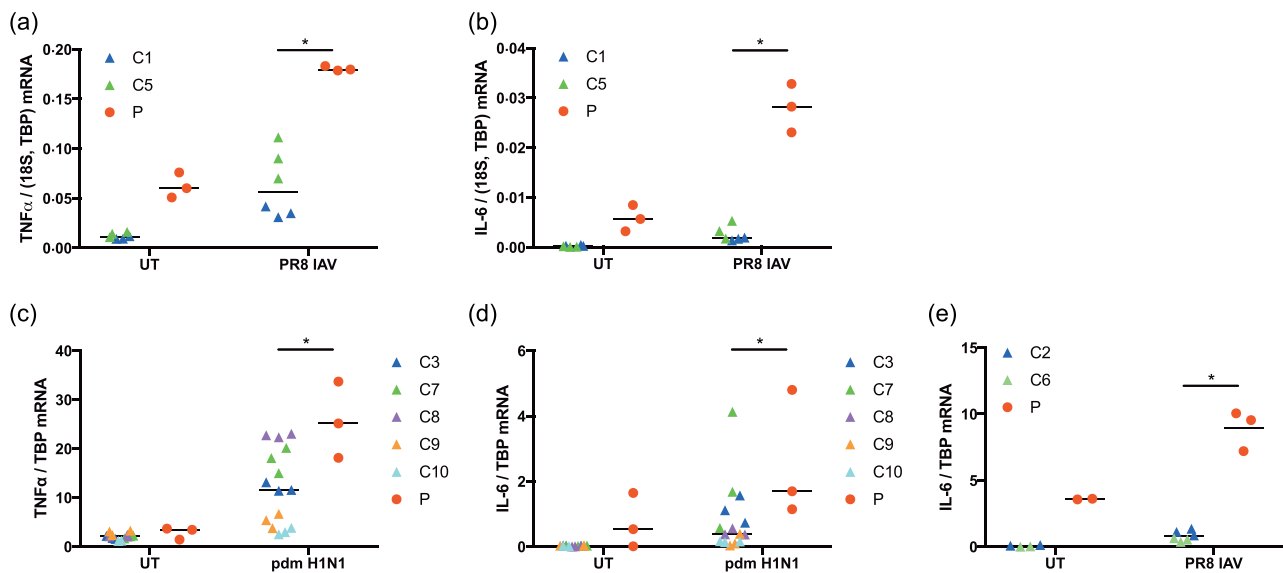 (a)
TNFα / (18S, TBP) mRNA
0·20
0·15
0·10
0·05
0·00
C1
C5
P
*
UT
PR8 IAV
(b)
IL-6 / (18S, TBP) mRNA
0·04
0·03
0·02
0·01
0·00
C1
C5
P
*
UT
PR8 IAV
(c)
TNFα / TBP mRNA
40
30
20
10
0
*
UT
pdm H1N1
C3
C7
C8
C9
C10
P
(d)
IL-6 / TBP mRNA
6
4
2
0
*
UT
pdm H1N1
C3
C7
C8
C9
C10
P
(e)
IL-6 / TBP mRNA
15
10
5
0
C2
C6
P
*
UT
PR8 IAV